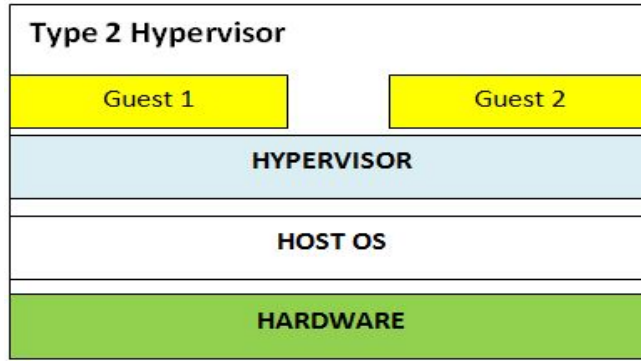 Type 2 Hypervisor
Guest 1
Guest 2
HYPERVISOR
HOST OS
HARDWARE